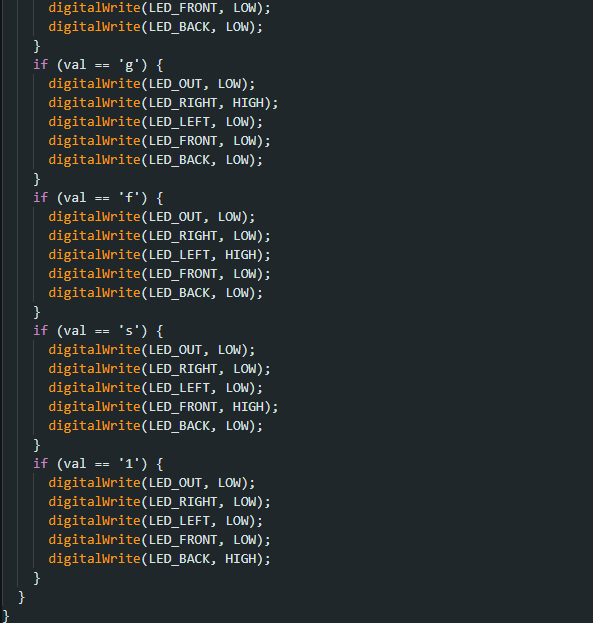 digitalWrite(LED_FRONT, LOW);
digitalWrite(LED_BACK, LOW);
}
if (val == 'g') {
digitalWrite(LED_OUT, LOW);
digitalWrite(LED_RIGHT, HIGH);
digitalWrite(LED_LEFT, LOW);
digitalWrite(LED_FRONT, LOW);
digitalWrite(LED_BACK, LOW);
}
if (val == 'f') {
digitalWrite(LED_OUT, LOW);
digitalWrite(LED_RIGHT, LOW);
digitalWrite(LED_LEFT, HIGH);
digitalWrite(LED_FRONT, LOW);
digitalWrite(LED_BACK, LOW);
}
if (val == 's') {
digitalWrite(LED_OUT, LOW);
digitalWrite(LED_RIGHT, LOW);
digitalWrite(LED_LEFT, LOW);
digitalWrite(LED_FRONT, HIGH);
digitalWrite(LED_BACK, LOW);
}
if (val == '1') {
digitalWrite(LED_OUT, LOW);
digitalWrite(LED_RIGHT, LOW);
digitalWrite(LED_LEFT, LOW);
digitalWrite(LED_FRONT, LOW);
digitalWrite(LED_BACK, HIGH);
}
}
}